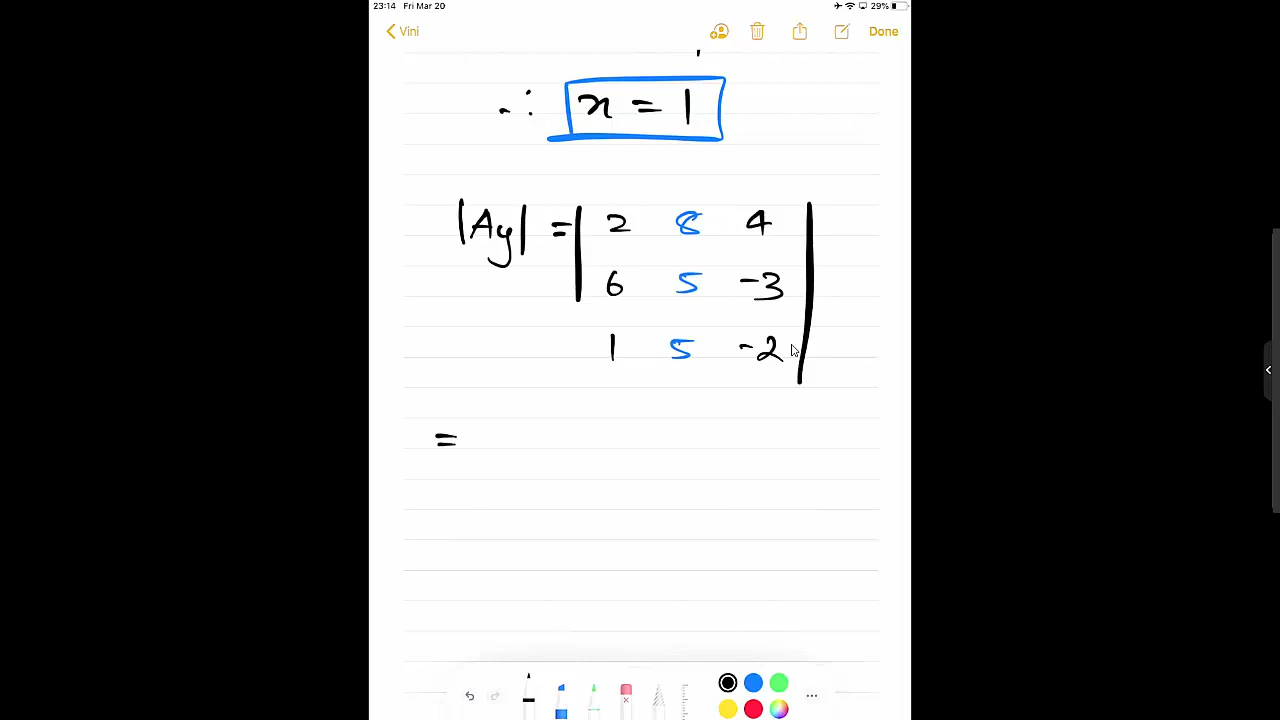 23:14 Fri Mar 20 29%
Vini Done
∴ x = 1
|Ay| = | 2 8 4 |
6 5 -3
1 5 -2
=